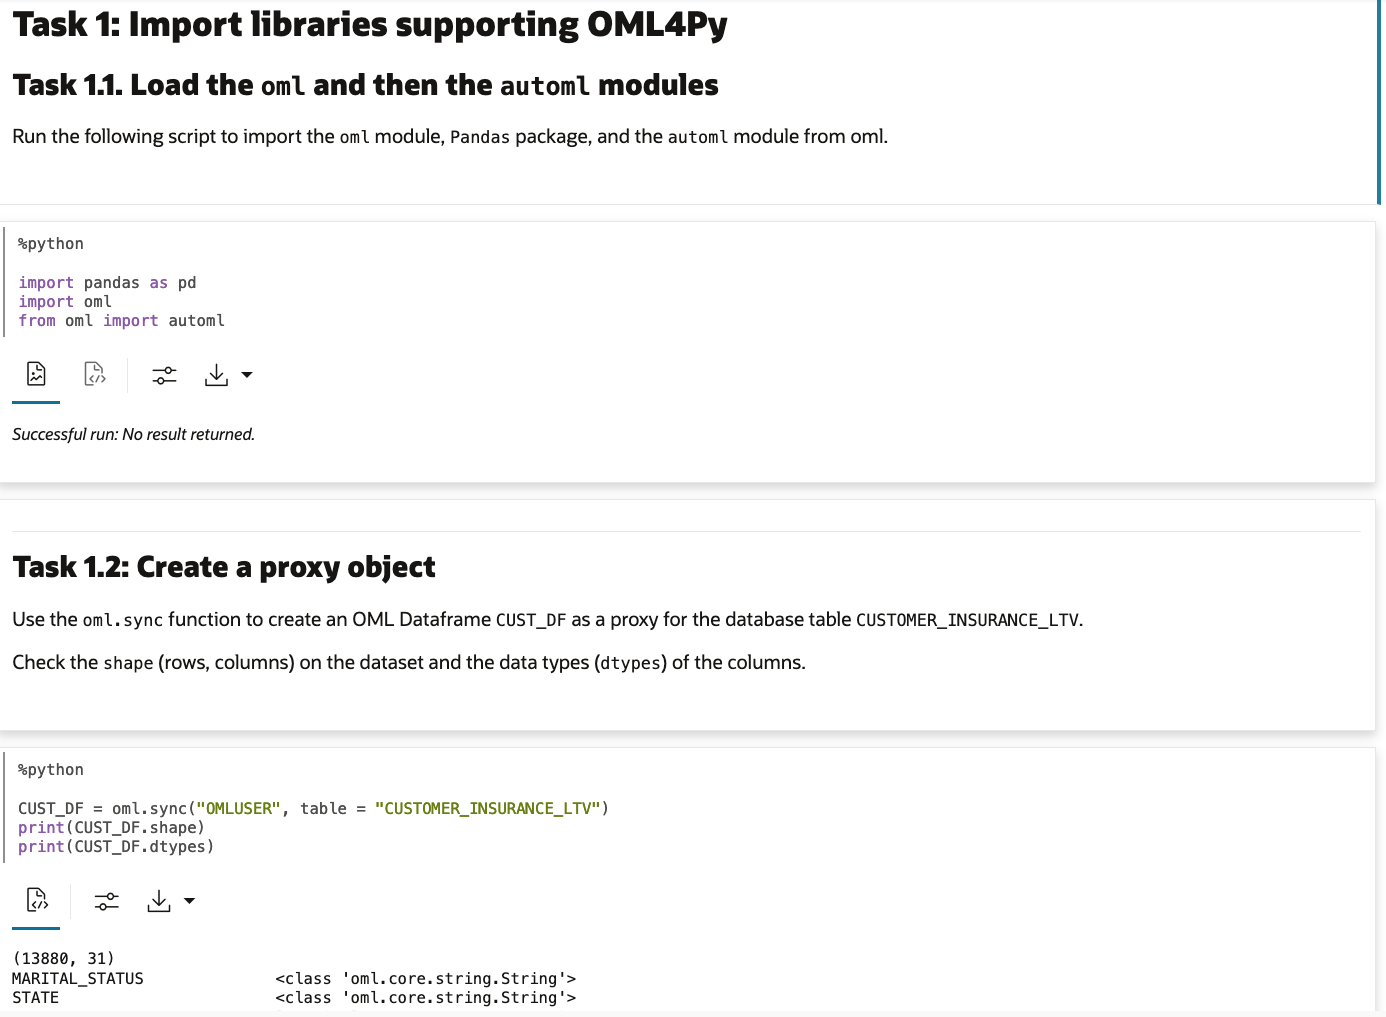 Task 1: Import libraries supporting OML4Py
Task 1.1. Load the oml and then the automl modules
Run the following script to import the oml module, Pandas package, and the automl module from oml.
%python
import pandas as pd
import oml
from oml import automl
Successful run: No result returned.
Task 1.2: Create a proxy object
Use the oml.sync function to create an OML Dataframe CUST_DF as a proxy for the database table CUSTOMER_INSURANCE_LTV.
Check the shape (rows, columns) on the dataset and the data types (dtypes) of the columns.
%python
CUST_DF = oml.sync("OMLUSER", table = "CUSTOMER_INSURANCE_LTV")
print(CUST_DF.shape)
print(CUST_DF.dtypes)
(13880, 31)
MARITAL_STATUS <class 'oml.core.string.String'>
STATE <class 'oml.core.string.String'>